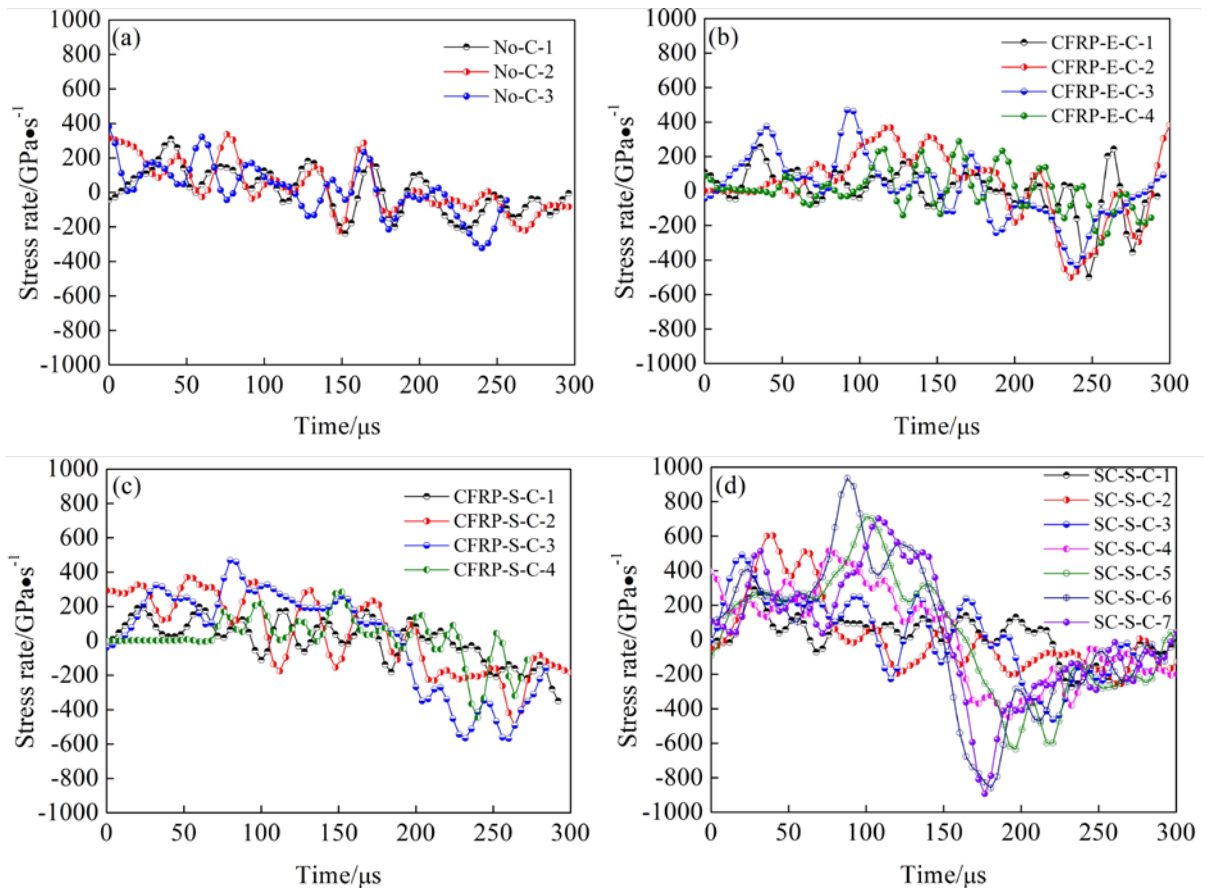 (a)
No-C-1
No-C-2
No-C-3
1000
800
600
400
200
0
-200
-400
-600
-800
-1000
Stress rate/GPa•s⁻¹
0 50 100 150 200 250 300
Time/μs
(b)
CFRP-E-C-1
CFRP-E-C-2
CFRP-E-C-3
CFRP-E-C-4
1000
800
600
400
200
0
-200
-400
-600
-800
-1000
Stress rate/GPa•s⁻¹
0 50 100 150 200 250 300
Time/μs
(c)
CFRP-S-C-1
CFRP-S-C-2
CFRP-S-C-3
CFRP-S-C-4
1000
800
600
400
200
0
-200
-400
-600
-800
-1000
Stress rate/GPa•s⁻¹
0 50 100 150 200 250 300
Time/μs
(d)
SC-S-C-1
SC-S-C-2
SC-S-C-3
SC-S-C-4
SC-S-C-5
SC-S-C-6
SC-S-C-7
1000
800
600
400
200
0
-200
-400
-600
-800
-1000
Stress rate/GPa•s⁻¹
0 50 100 150 200 250 300
Time/μs